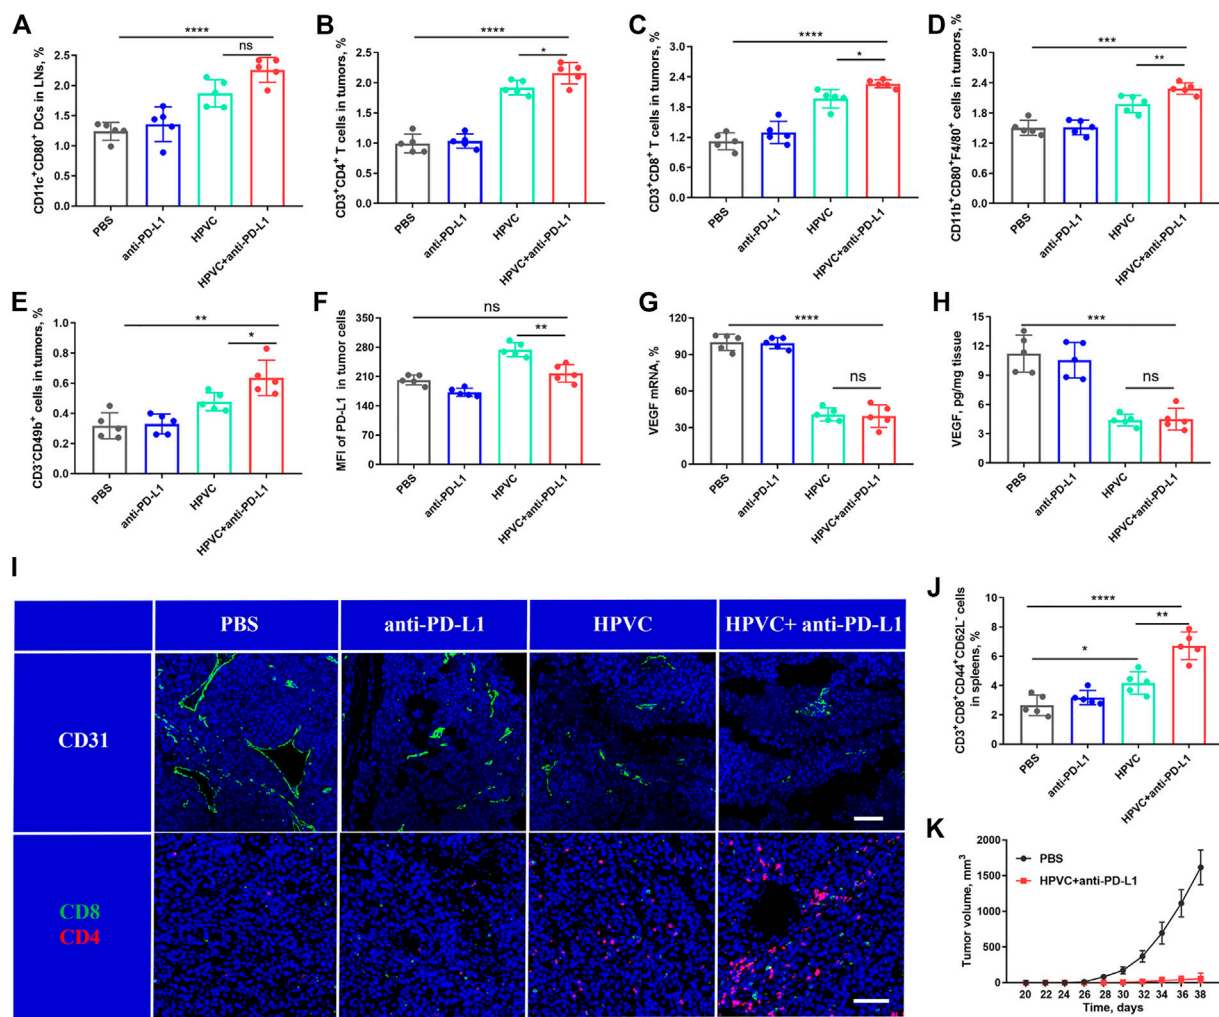 A
CD11c+CD80+ DCs in LNs, %
2.5
2.0
1.5
1.0
0.5
0.0
****
ns
PBS
anti-PD-L1
HPVC
HPVC+anti-PD-L1
B
CD3+CD4+ T cells in tumors, %
2.5
2.0
1.5
1.0
0.5
0.0
****
*
PBS
anti-PD-L1
HPVC
HPVC+anti-PD-L1
C
CD3+CD8+ T cells in tumors, %
3.0
2.4
1.8
1.2
0.6
0.0
****
*
PBS
anti-PD-L1
HPVC
HPVC+anti-PD-L1
D
CD11b+CD80+F4/80+ cells in tumors, %
3.0
2.5
2.0
1.5
1.0
0.5
0.0
***
**
PBS
anti-PD-L1
HPVC
HPVC+anti-PD-L1
E
CD3-CD49b+ cells in tumors, %
1.0
0.8
0.6
0.4
0.2
0.0
**
*
PBS
anti-PD-L1
HPVC
HPVC+anti-PD-L1
F
MFI of PD-L1 in tumor cells
350
280
210
140
70
0
ns
**
PBS
anti-PD-L1
HPVC
HPVC+anti-PD-L1
G
VEGF mRNA, %
120
90
60
30
0
****
ns
PBS
anti-PD-L1
HPVC
HPVC+anti-PD-L1
H
VEGF, pg/mg tissue
15
12
9
6
3
0
***
ns
PBS
anti-PD-L1
HPVC
HPVC+anti-PD-L1
I
PBS
anti-PD-L1
HPVC
HPVC+ anti-PD-L1
CD31
CD8
CD4
J
CD3+CD8+CD44+CD62L- cells
in spleens, %
10
8
6
4
2
0
****
**
*
PBS
anti-PD-L1
HPVC
HPVC+anti-PD-L1
K
Tumor volume, mm3
2000
1500
1000
500
0
PBS
HPVC+anti-PD-L1
20 22 24 26 28 30 32 34 36 38
Time, days